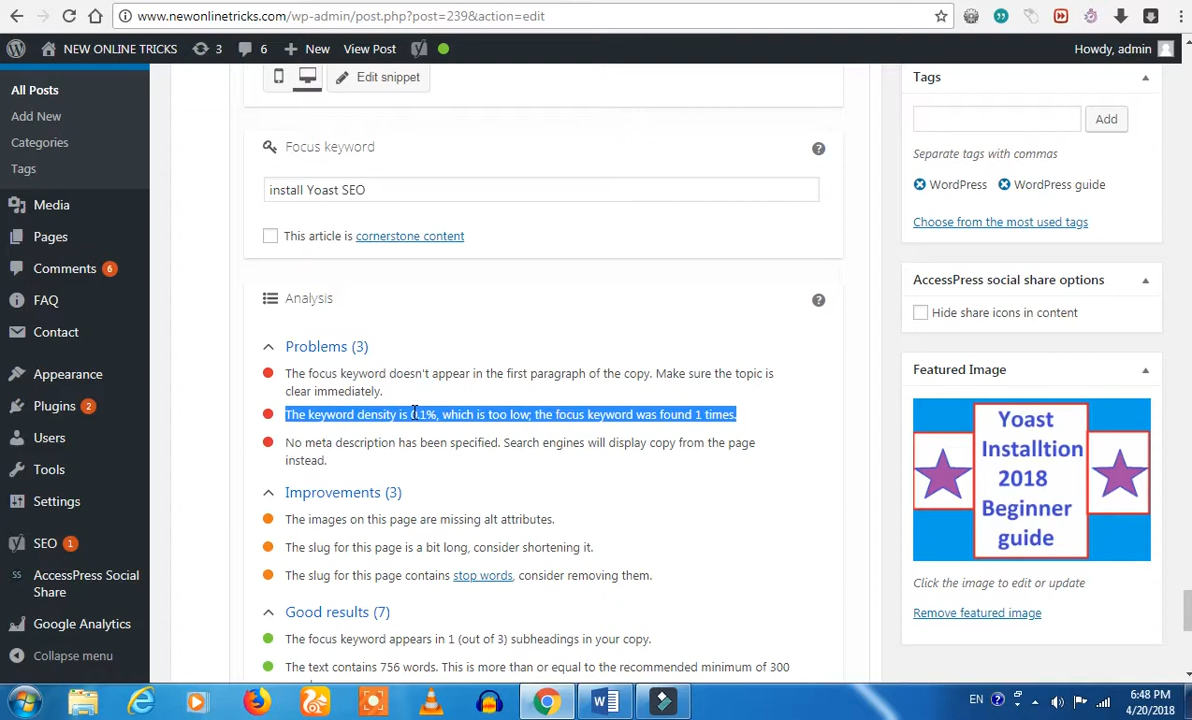 www.newonlinetricks.com/wp-admin/post.php?post=239&action=edit
NEW ONLINE TRICKS 3 6 New View Post Howdy, admin
All Posts
Add New
Categories
Tags
Media
Pages
Comments 6
FAQ
Contact
Appearance
Plugins 2
Users
Tools
Settings
SEO 1
AccessPress Social
Share
Google Analytics
Collapse menu
Edit snippet
Focus keyword
install Yoast SEO
This article is cornerstone content
Analysis
Problems (3)
The focus keyword doesn't appear in the first paragraph of the copy. Make sure the topic is
clear immediately.
The keyword density is 0.1%, which is too low; the focus keyword was found 1 times.
No meta description has been specified. Search engines will display copy from the page
instead.
Improvements (3)
The images on this page are missing alt attributes.
The slug for this page is a bit long, consider shortening it.
The slug for this page contains stop words, consider removing them.
Good results (7)
The focus keyword appears in 1 (out of 3) subheadings in your copy.
The text contains 756 words. This is more than or equal to the recommended minimum of 300
Tags
Add
Separate tags with commas
WordPress WordPress guide
Choose from the most used tags
AccessPress social share options
Hide share icons in content
Featured Image
Yoast
Installtion
2018
Beginner
guide
Click the image to edit or update
Remove featured image
EN
6:48 PM
4/20/2018